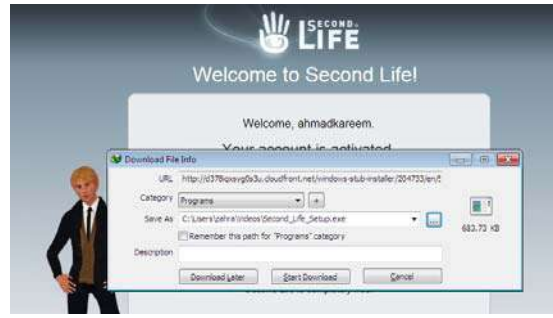 SECOND
LIFE
Welcome to Second Life!
Welcome, ahmadkareem.
Your account is activated
Download File Info
URL
Category Programs +
Save As C:\Users\zahra\Videos\Second_Life_Setup.exe ...
Remember this path for "Programs" category
683.73 KB
Description
Download Later Start Download Cancel